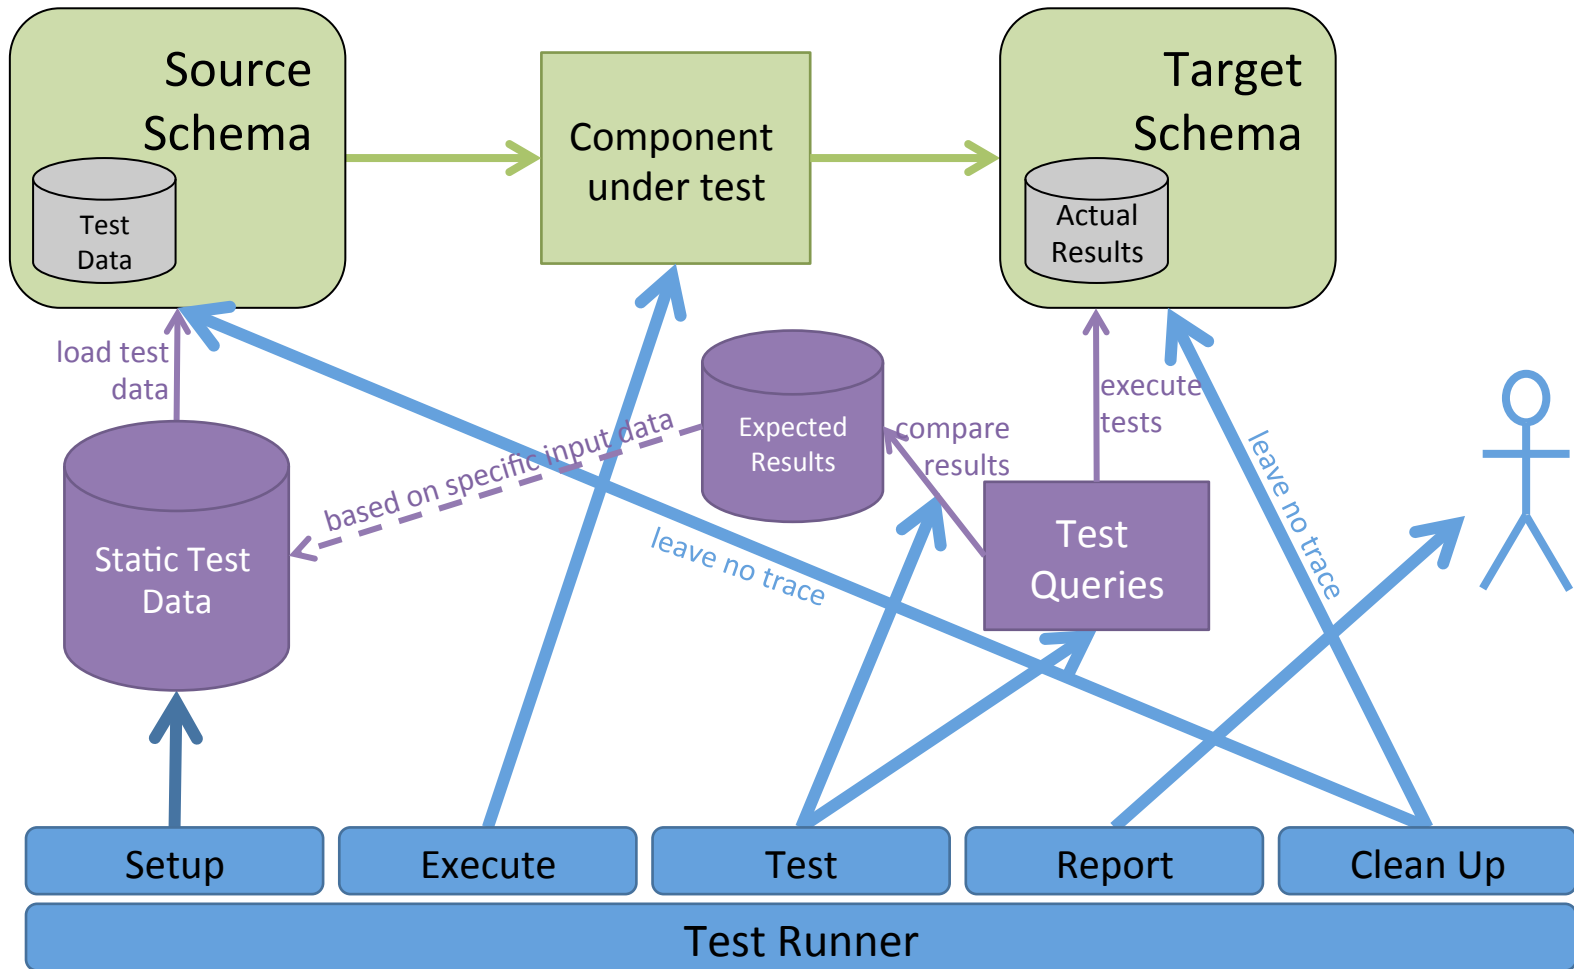 Source
Schema
Test
Data
Component
under test
Target
Schema
Actual
Results
load test
data
based on specific input data
Expected
Results
compare
results
execute
tests
leave no trace
leave no trace
Static Test
Data
Test
Queries
Setup
Execute
Test
Report
Clean Up
Test Runner